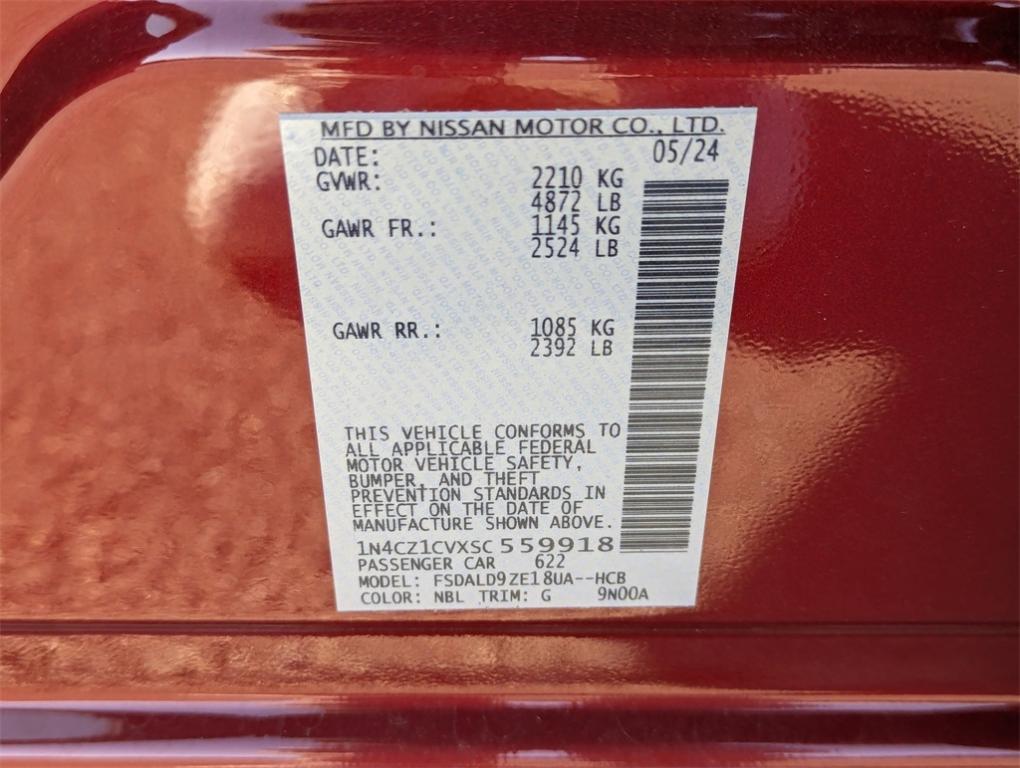 MFD BY NISSAN MOTOR CO., LTD.
DATE: 05/24
GVWR: 2210 KG
4872 LB
GAWR FR.: 1145 KG
2524 LB
GAWR RR.: 1085 KG
2392 LB
THIS VEHICLE CONFORMS TO
ALL APPLICABLE FEDERAL
MOTOR VEHICLE SAFETY,
BUMPER, AND THEFT
PREVENTION STANDARDS IN
EFFECT ON THE DATE OF
MANUFACTURE SHOWN ABOVE.
1N4CZ1CVXSC 559918
PASSENGER CAR 622
MODEL: FSDALD9ZE18UA--HCB
COLOR: NBL TRIM: G 9N00A